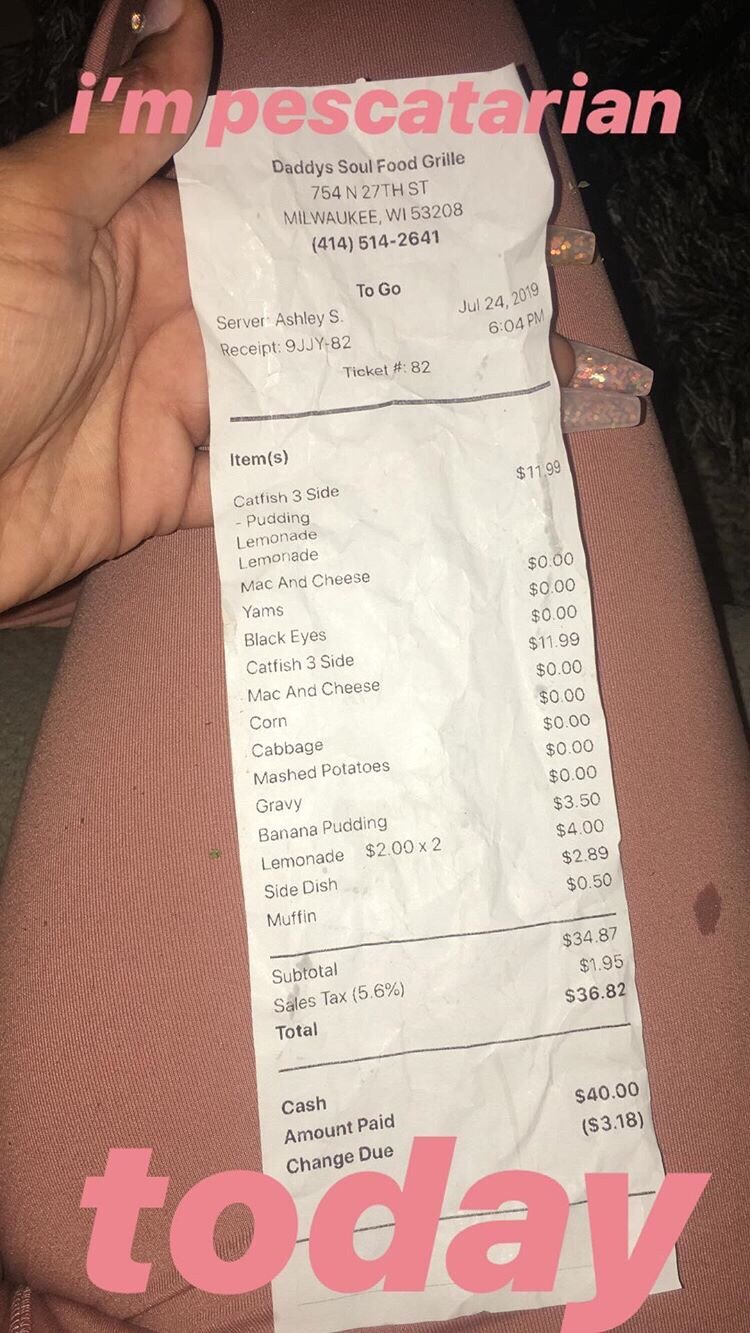 i'm pescatarian
Daddys Soul Food Grille
754 N 27TH ST
MILWAUKEE, WI 53208
(414) 514-2641
To Go
Server: Ashley S. Jul 24, 2019
Receipt: 9JJY-82 6:04 PM
Ticket #: 82
Item(s)
Catfish 3 Side $11.99
- Pudding
Lemonade
Lemonade
Mac And Cheese $0.00
Yams $0.00
Black Eyes $0.00
Catfish 3 Side $11.99
Mac And Cheese $0.00
Corn $0.00
Cabbage $0.00
Mashed Potatoes $0.00
Gravy $0.00
Banana Pudding $3.50
Lemonade $2.00 x 2 $4.00
Side Dish $2.89
Muffin $0.50
Subtotal $34.87
Sales Tax (5.6%) $1.95
Total $36.82
Cash
Amount Paid $40.00
Change Due ($3.18)
today